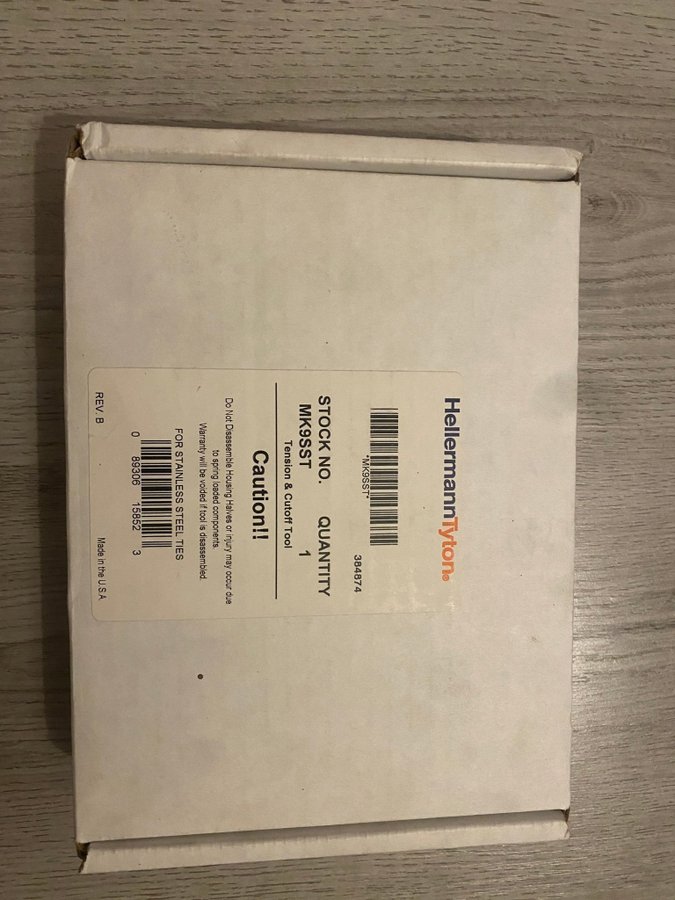 HellermannTyton®
384874
*MK9SST*
STOCK NO. QUANTITY
MK9SST 1
Tension & Cutoff Tool
Caution!!
Do Not Disassemble Housing Halves or injury may occur due
to spring loaded components.
Warranty will be voided if tool is disassembled.
FOR STAINLESS STEEL TIES
0 89306 15852 3
REV. B Made in the U.S.A.